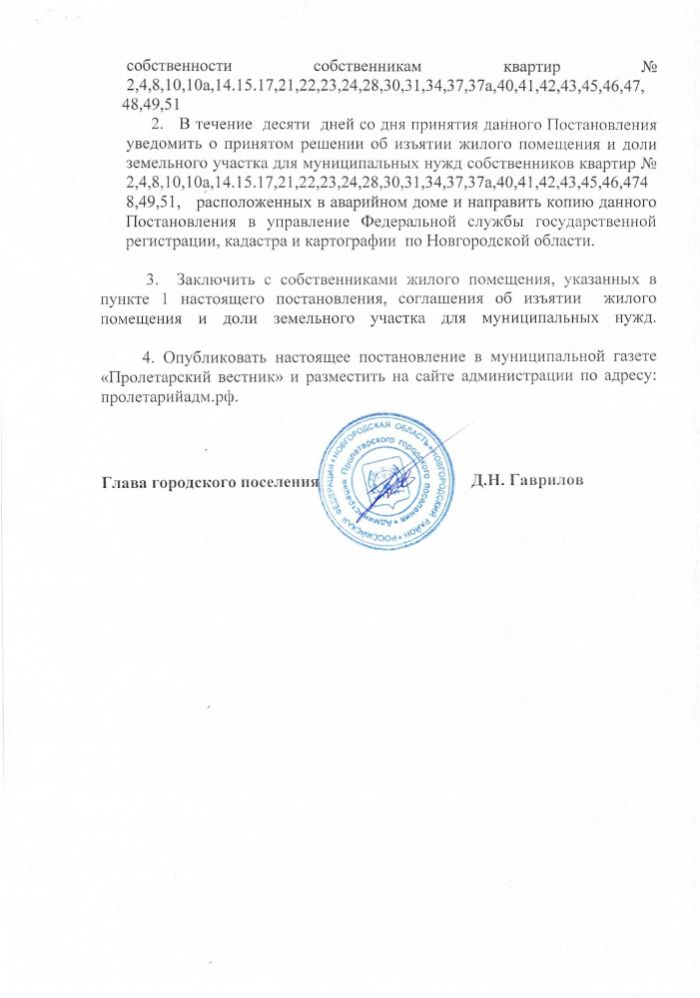 собственности собственникам квартир №
2,4,8,10,10а,14.15.17,21,22,23,24,28,30,31,34,37,37а,40,41,42,43,45,46,47,
48,49,51
2. В течение десяти дней со дня принятия данного Постановления
уведомить о принятом решении об изъятии жилого помещения и доли
земельного участка для муниципальных нужд собственников квартир №
2,4,8,10,10а,14.15.17,21,22,23,24,28,30,31,34,37,37а,40,41,42,43,45,46,474
8,49,51, расположенных в аварийном доме и направить копию данного
Постановления в управление Федеральной службы государственной
регистрации, кадастра и картографии по Новгородской области.
3. Заключить с собственниками жилого помещения, указанных в
пункте 1 настоящего постановления, соглашения об изъятии жилого
помещения и доли земельного участка для муниципальных нужд.
4. Опубликовать настоящее постановление в муниципальной газете
«Пролетарский вестник» и разместить на сайте администрации по адресу:
пролетарийадм.рф.
Глава городского поселения Д.Н. Гаврилов
РОССИЙСКАЯ ФЕДЕРАЦИЯ * НОВГОРОДСКАЯ ОБЛАСТЬ * НОВГОРОДСКИЙ РАЙОН *
Администрация Пролетарского городского поселения *